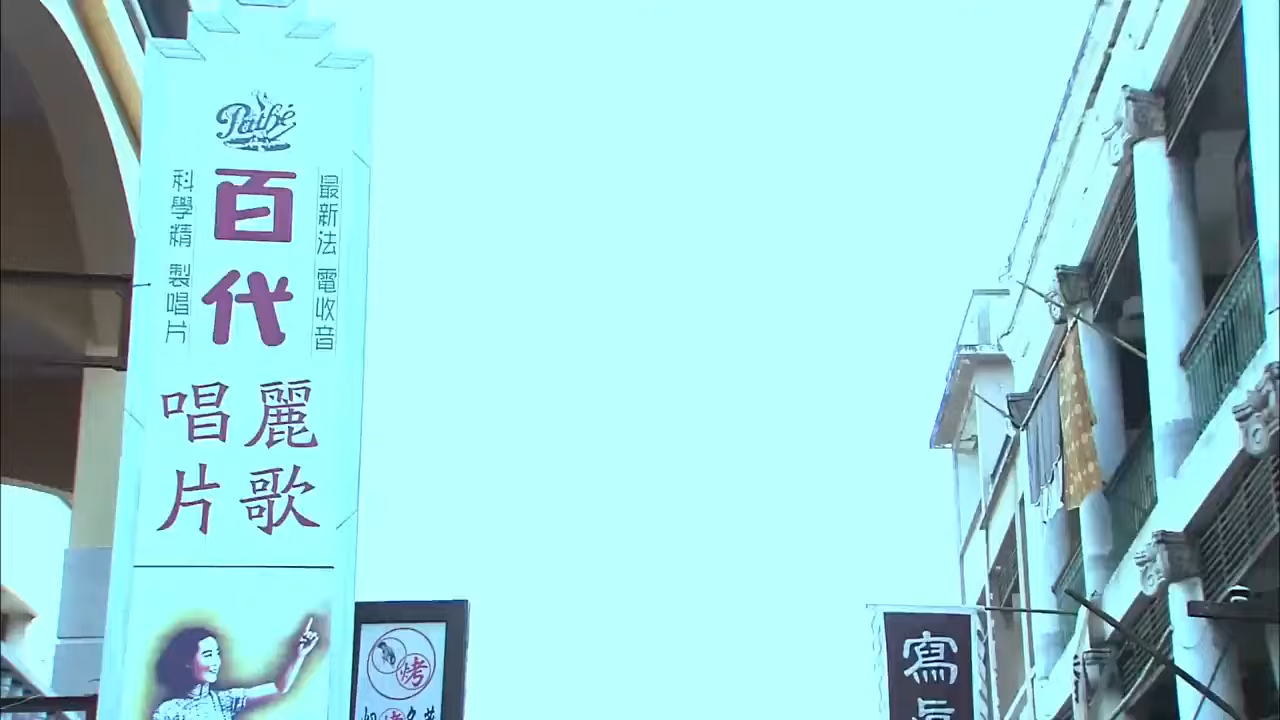 Pathé
百代
最新法 電收音
科學精 製唱片
麗歌
唱片
烤
寫真